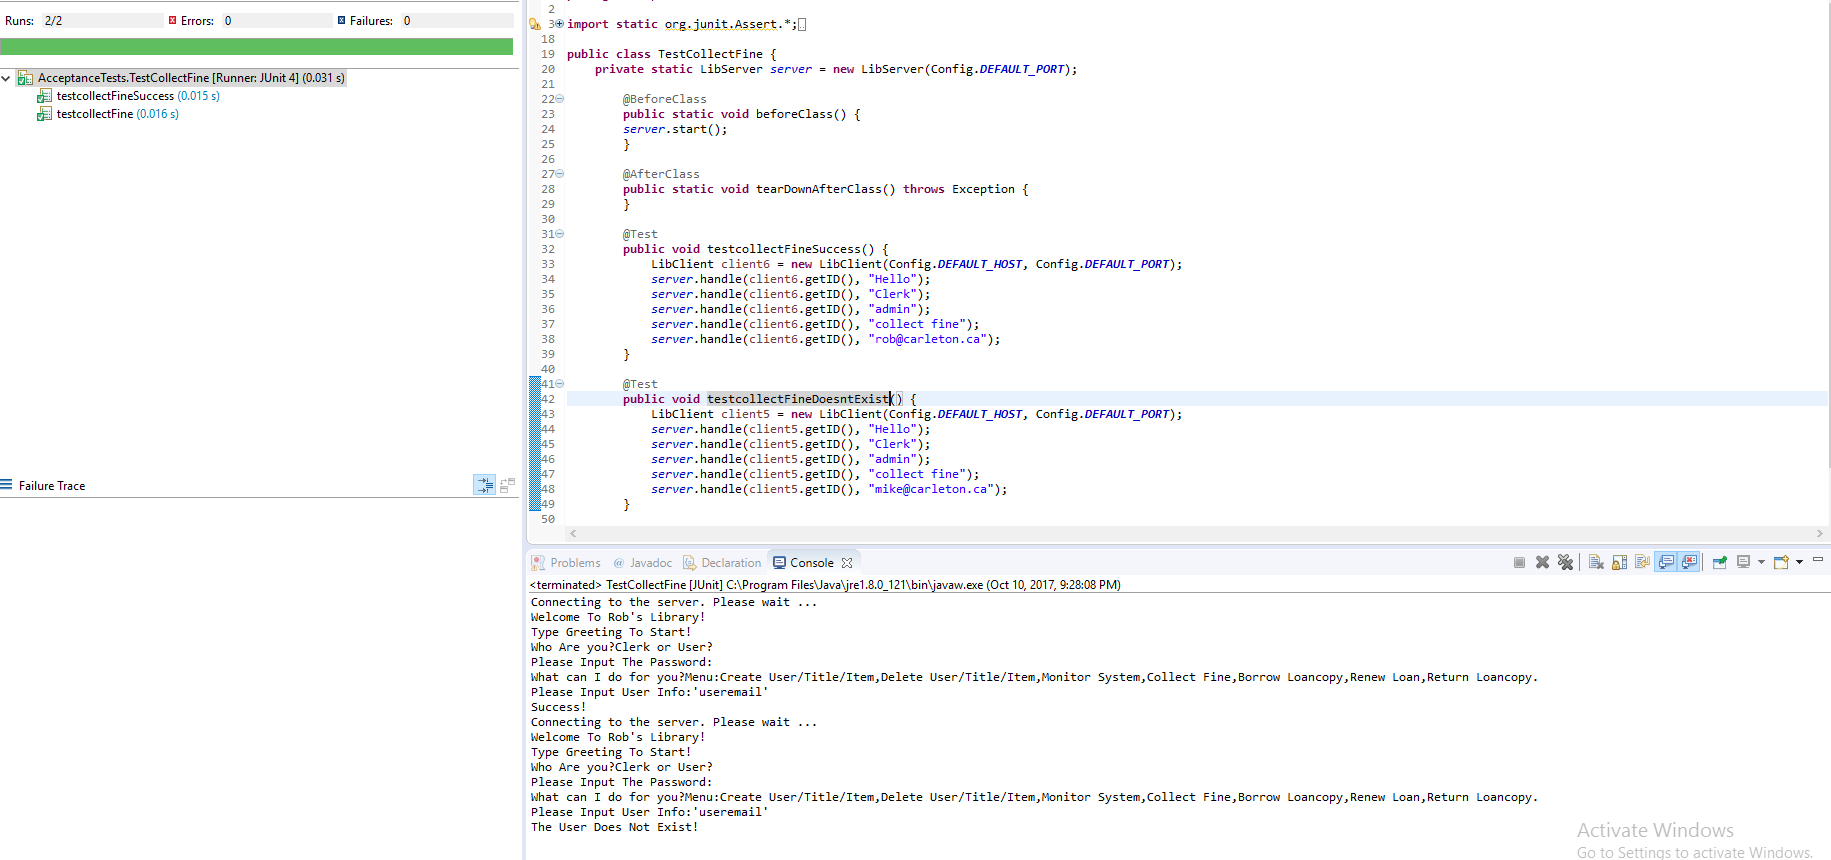 Runs: 2/2 Errors: 0 Failures: 0
AcceptanceTests.TestCollectFine [Runner: JUnit 4] (0.031 s)
testcollectFineSuccess (0.015 s)
testcollectFine (0.016 s)
Failure Trace
2
3 import static org.junit.Assert.*;
18
19 public class TestCollectFine {
20 private static LibServer server = new LibServer(Config.DEFAULT_PORT);
21
22 @BeforeClass
23 public static void beforeClass() {
24 server.start();
25 }
26
27 @AfterClass
28 public static void tearDownAfterClass() throws Exception {
29 }
30
31 @Test
32 public void testcollectFineSuccess() {
33 LibClient client6 = new LibClient(Config.DEFAULT_HOST, Config.DEFAULT_PORT);
34 server.handle(client6.getID(), "Hello");
35 server.handle(client6.getID(), "Clerk");
36 server.handle(client6.getID(), "admin");
37 server.handle(client6.getID(), "collect fine");
38 server.handle(client6.getID(), "rob@carleton.ca");
39 }
40
41 @Test
42 public void testcollectFineDoesntExist() {
43 LibClient client5 = new LibClient(Config.DEFAULT_HOST, Config.DEFAULT_PORT);
44 server.handle(client5.getID(), "Hello");
45 server.handle(client5.getID(), "Clerk");
46 server.handle(client5.getID(), "admin");
47 server.handle(client5.getID(), "collect fine");
48 server.handle(client5.getID(), "mike@carleton.ca");
49 }
50
Problems @ Javadoc Declaration Console
<terminated> TestCollectFine [JUnit] C:\Program Files\Java\jre1.8.0_121\bin\javaw.exe (Oct 10, 2017, 9:28:08 PM)
Connecting to the server. Please wait ...
Welcome To Rob's Library!
Type Greeting To Start!
Who Are you?Clerk or User?
Please Input The Password:
What can I do for you?Menu:Create User/Title/Item,Delete User/Title/Item,Monitor System,Collect Fine,Borrow Loancopy,Renew Loan,Return Loancopy.
Please Input User Info:'useremail'
Success!
Connecting to the server. Please wait ...
Welcome To Rob's Library!
Type Greeting To Start!
Who Are you?Clerk or User?
Please Input The Password:
What can I do for you?Menu:Create User/Title/Item,Delete User/Title/Item,Monitor System,Collect Fine,Borrow Loancopy,Renew Loan,Return Loancopy.
Please Input User Info:'useremail'
The User Does Not Exist!
Activate Windows
Go to Settings to activate Windows.